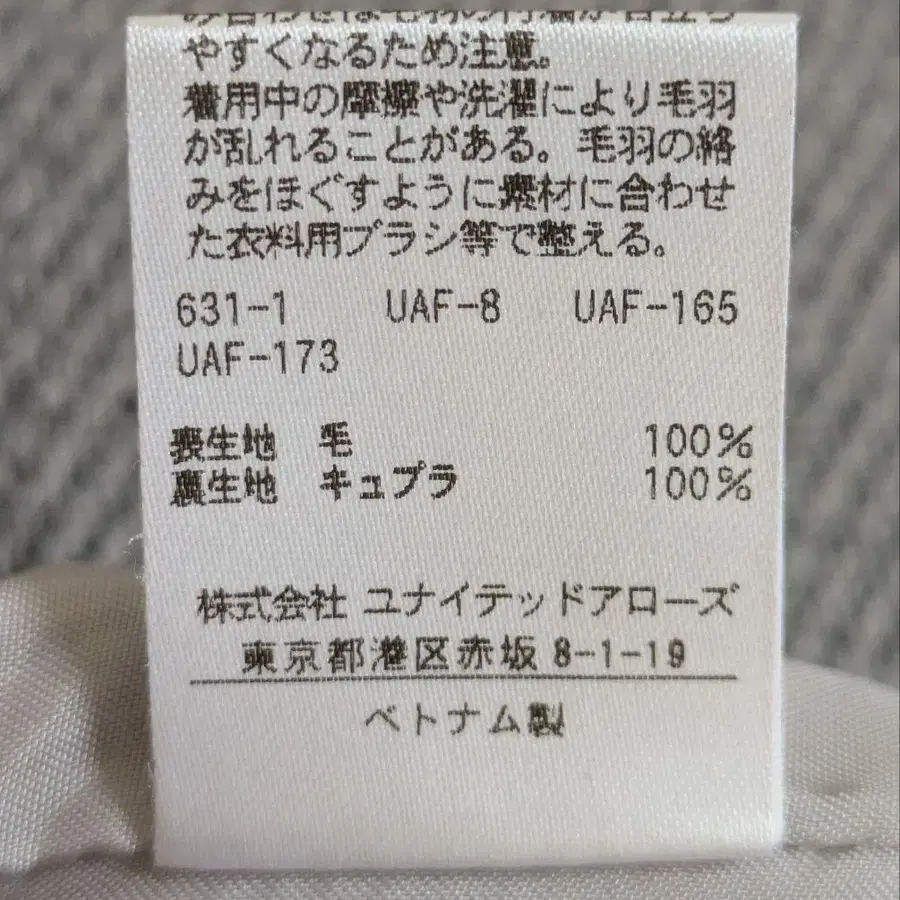 やすくなるため注意。
着用中の摩擦や洗濯により毛羽
が乱れることがある。毛羽の絡
みをほぐすように素材に合わせ
た衣料用ブラシ等で整える。
631-1 UAF-8 UAF-165
UAF-173
表生地 毛 100%
裏生地 キュプラ 100%
株式会社 ユナイテッドアローズ
東京都港区赤坂 8-1-19
ベトナム製